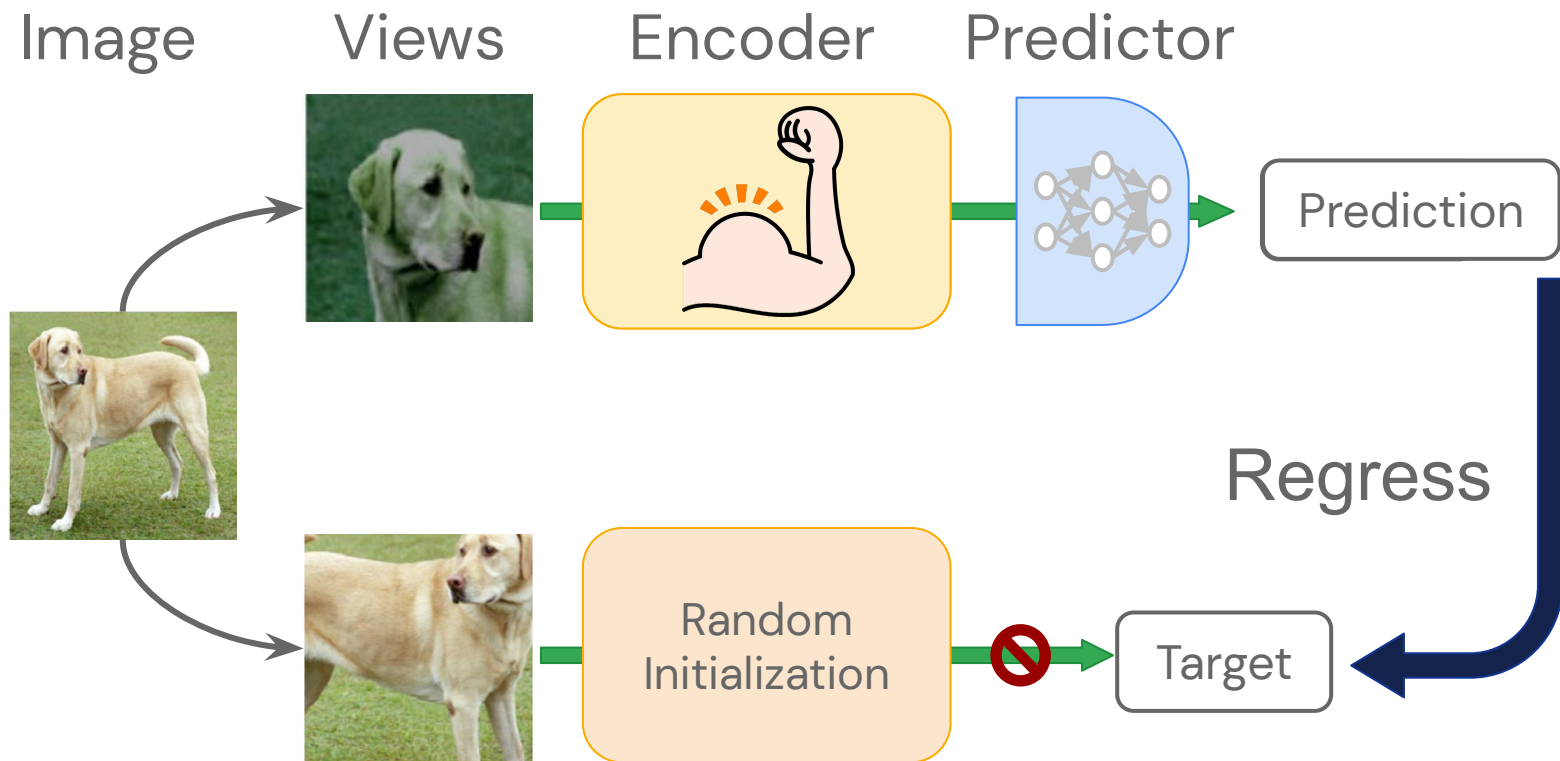 Image
Views
Encoder
Predictor
Prediction
Regress
Random
Initialization
Target